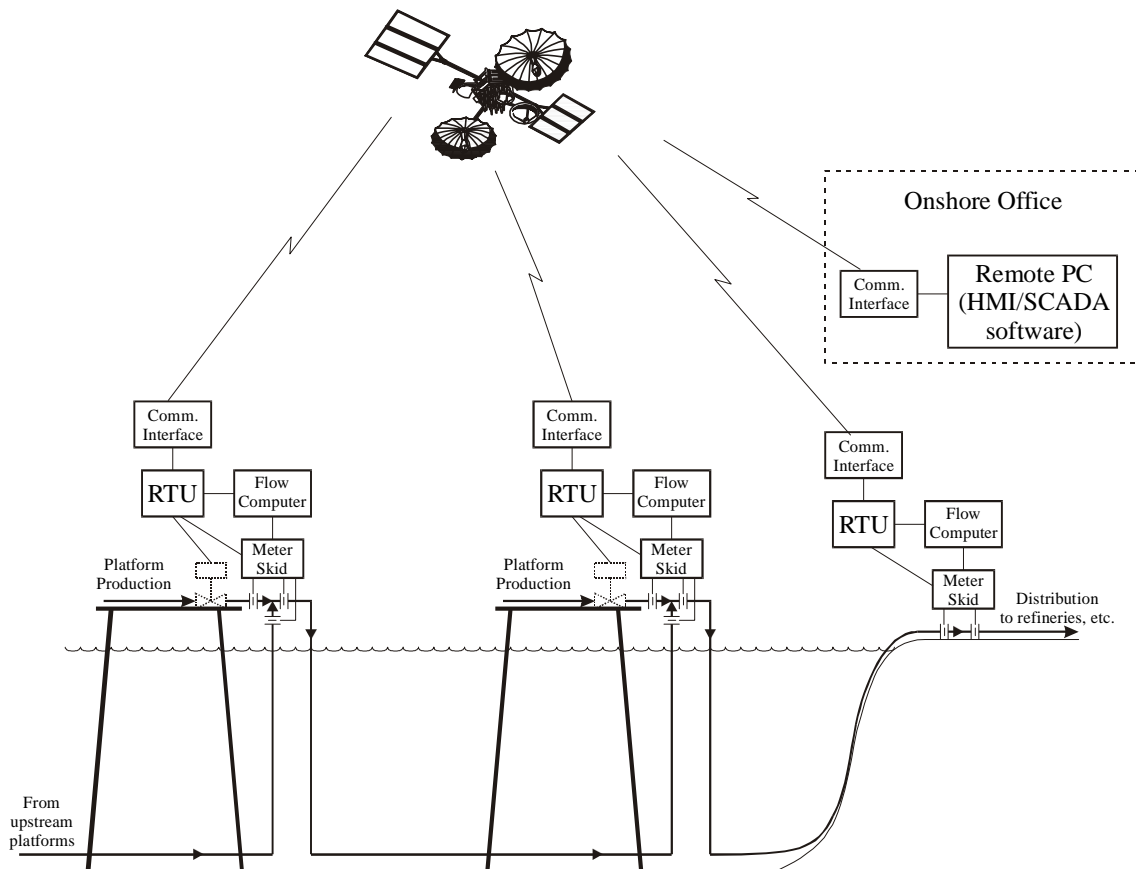 Onshore Office
Comm.
Interface
Remote PC
(HMI/SCADA
software)
Comm.
Interface
RTU
Flow
Computer
Meter
Skid
Platform
Production
Comm.
Interface
RTU
Flow
Computer
Meter
Skid
Platform
Production
Comm.
Interface
RTU
Flow
Computer
Meter
Skid
Distribution
to refineries, etc.
From
upstream
platforms